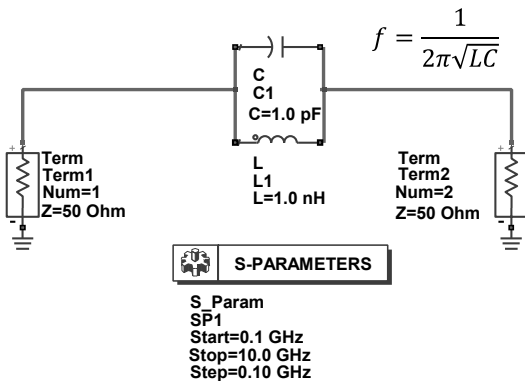 f = 1 / 2π√LC
C
C1
C=1.0 pF
L
L1
L=1.0 nH
+
Term
Term1
Num=1
Z=50 Ohm
-
+
Term
Term2
Num=2
Z=50 Ohm
-
S-PARAMETERS
S_Param
SP1
Start=0.1 GHz
Stop=10.0 GHz
Step=0.10 GHz